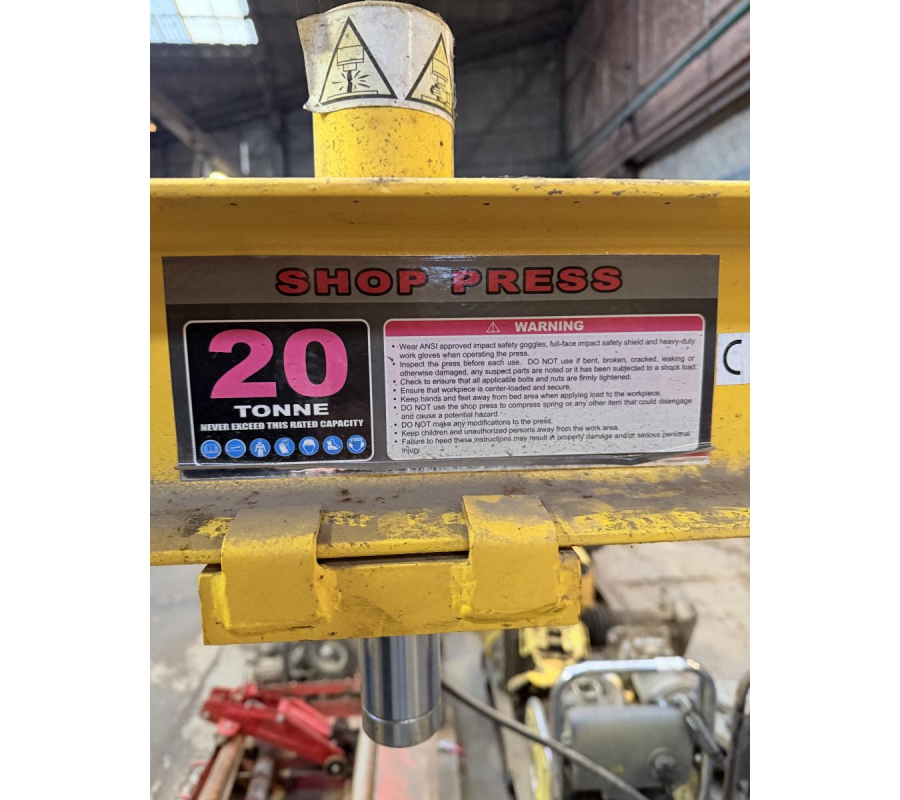 SHOP PRESS
20
TONNE
NEVER EXCEED THIS RATED CAPACITY
WARNING
• Wear ANSI approved impact safety goggles, full-face impact safety shield and heavy-duty
work gloves when operating the press.
• Inspect the press before each use. DO NOT use if bent, broken, cracked, leaking or
otherwise damaged, any suspect parts are noted or it has been subjected to a shops load.
• Check to ensure that all applicable bolts and nuts are firmly tightened.
• Ensure that workpiece is center-loaded and secure.
• Keep hands and feet away from bed area when applying load to the workpiece.
• DO NOT use the shop press to compress spring or any other item that could disengage
and cause a potential hazard.
• DO NOT make any modifications to the press.
• Keep children and unauthorized persons away from the work area.
• Failure to heed these instructions may result in property damage and/or serious personal
injury.
C